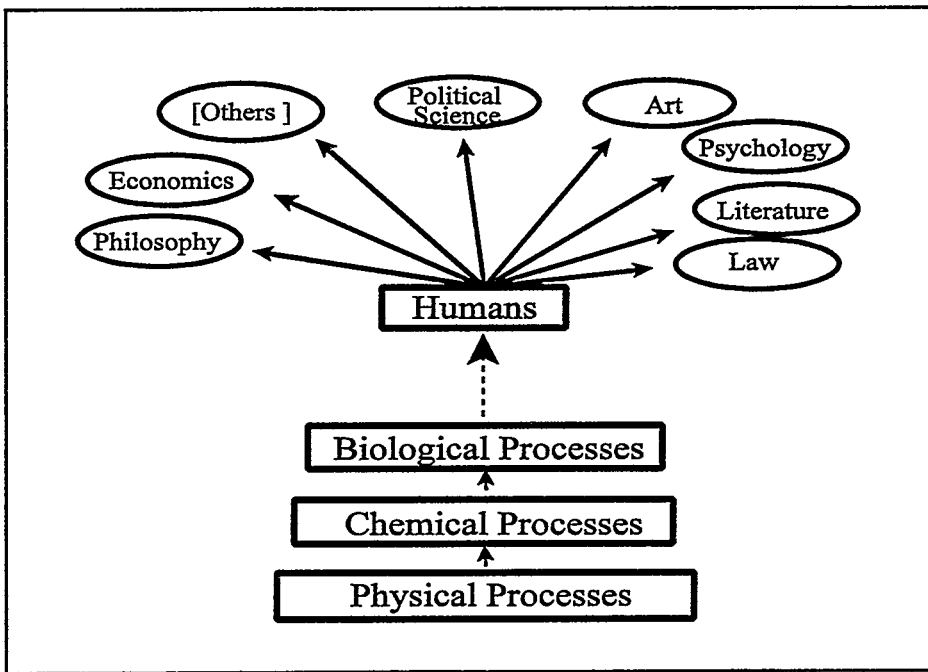 [Others ]
Political
Science
Art
Psychology
Economics
Literature
Philosophy
Law
Humans
Biological Processes
Chemical Processes
Physical Processes